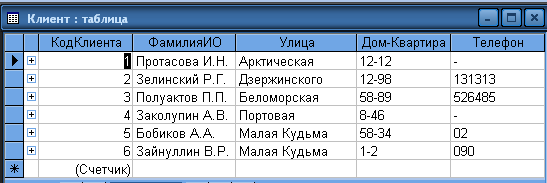 Клиент : таблица
КодКлиента ФамилияИО Улица Дом-Квартира Телефон
1 Протасова И.Н. Арктическая 12-12 -
2 Зелинский Р.Г. Дзержинского 12-98 131313
3 Полуактов П.П. Беломорская 58-89 526485
4 Заколупин А.В. Портовая 8-46 -
5 Бобиков А.А. Малая Кудьма 58-34 02
6 Зайнуллин В.Р. Малая Кудьма 1-2 090
(Счетчик)